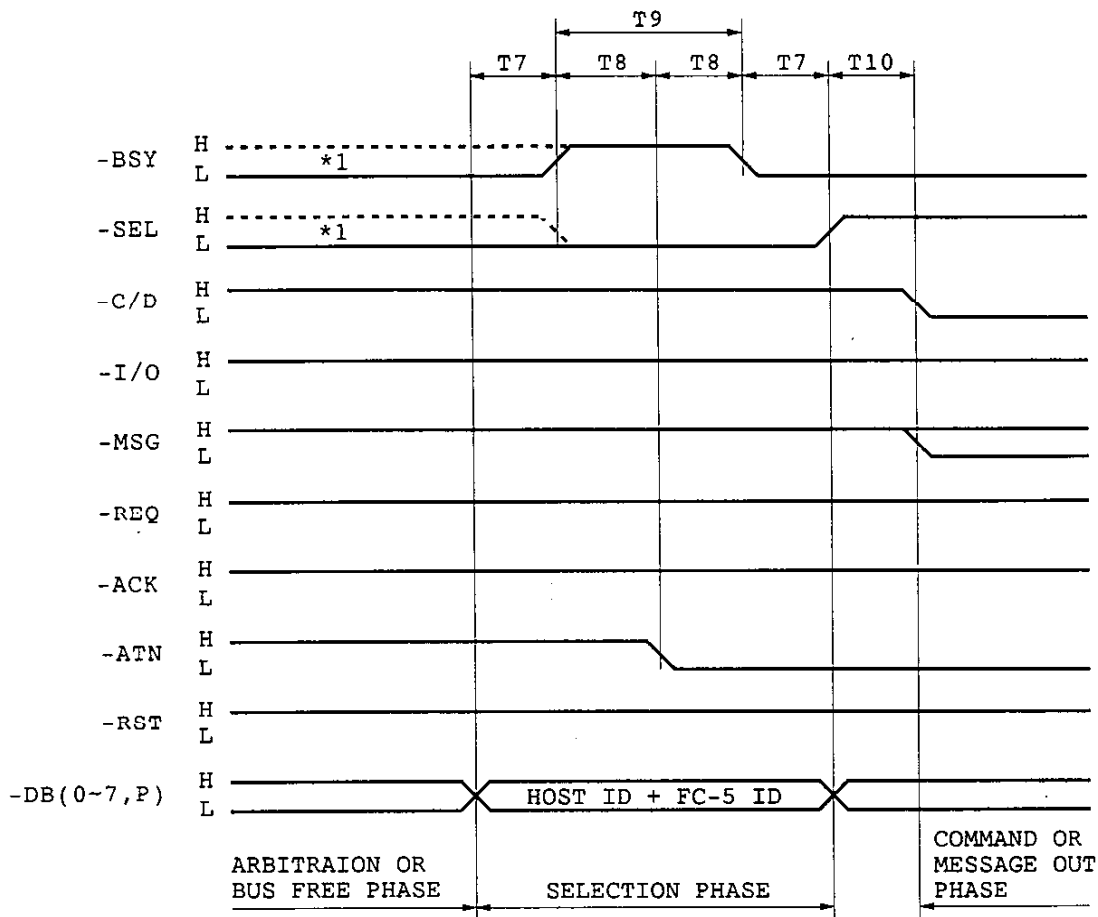 T9
T7 T8 T8 T7 T10
-BSY H L *1
-SEL H L *1
-C/D H L
-I/O H L
-MSG H L
-REQ H L
-ACK H L
-ATN H L
-RST H L
-DB(0~7,P) H L HOST ID + FC-5 ID
ARBITRAION OR
BUS FREE PHASE
SELECTION PHASE
COMMAND OR
MESSAGE OUT
PHASE